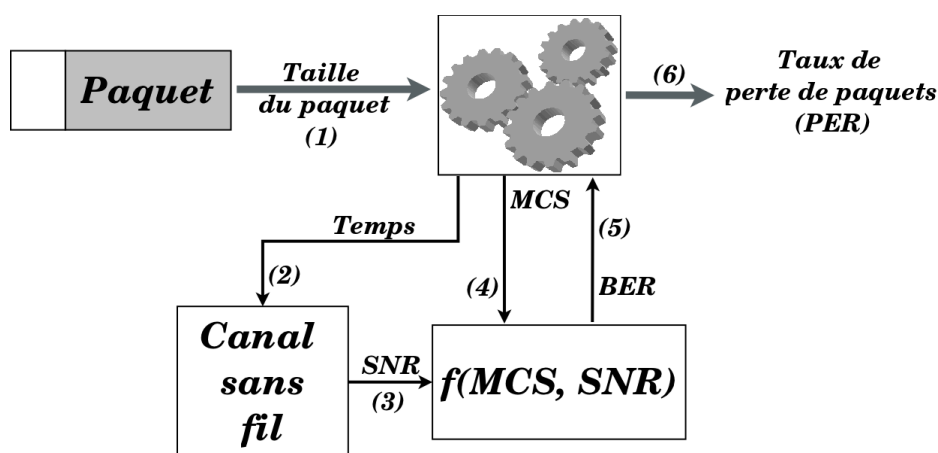 Paquet
Taille
du paquet
(1)
(6)
Taux de
perte de paquets
(PER)
MCS
Temps
(2)
(4)
(5)
BER
Canal
sans
fil
SNR
(3)
f(MCS, SNR)